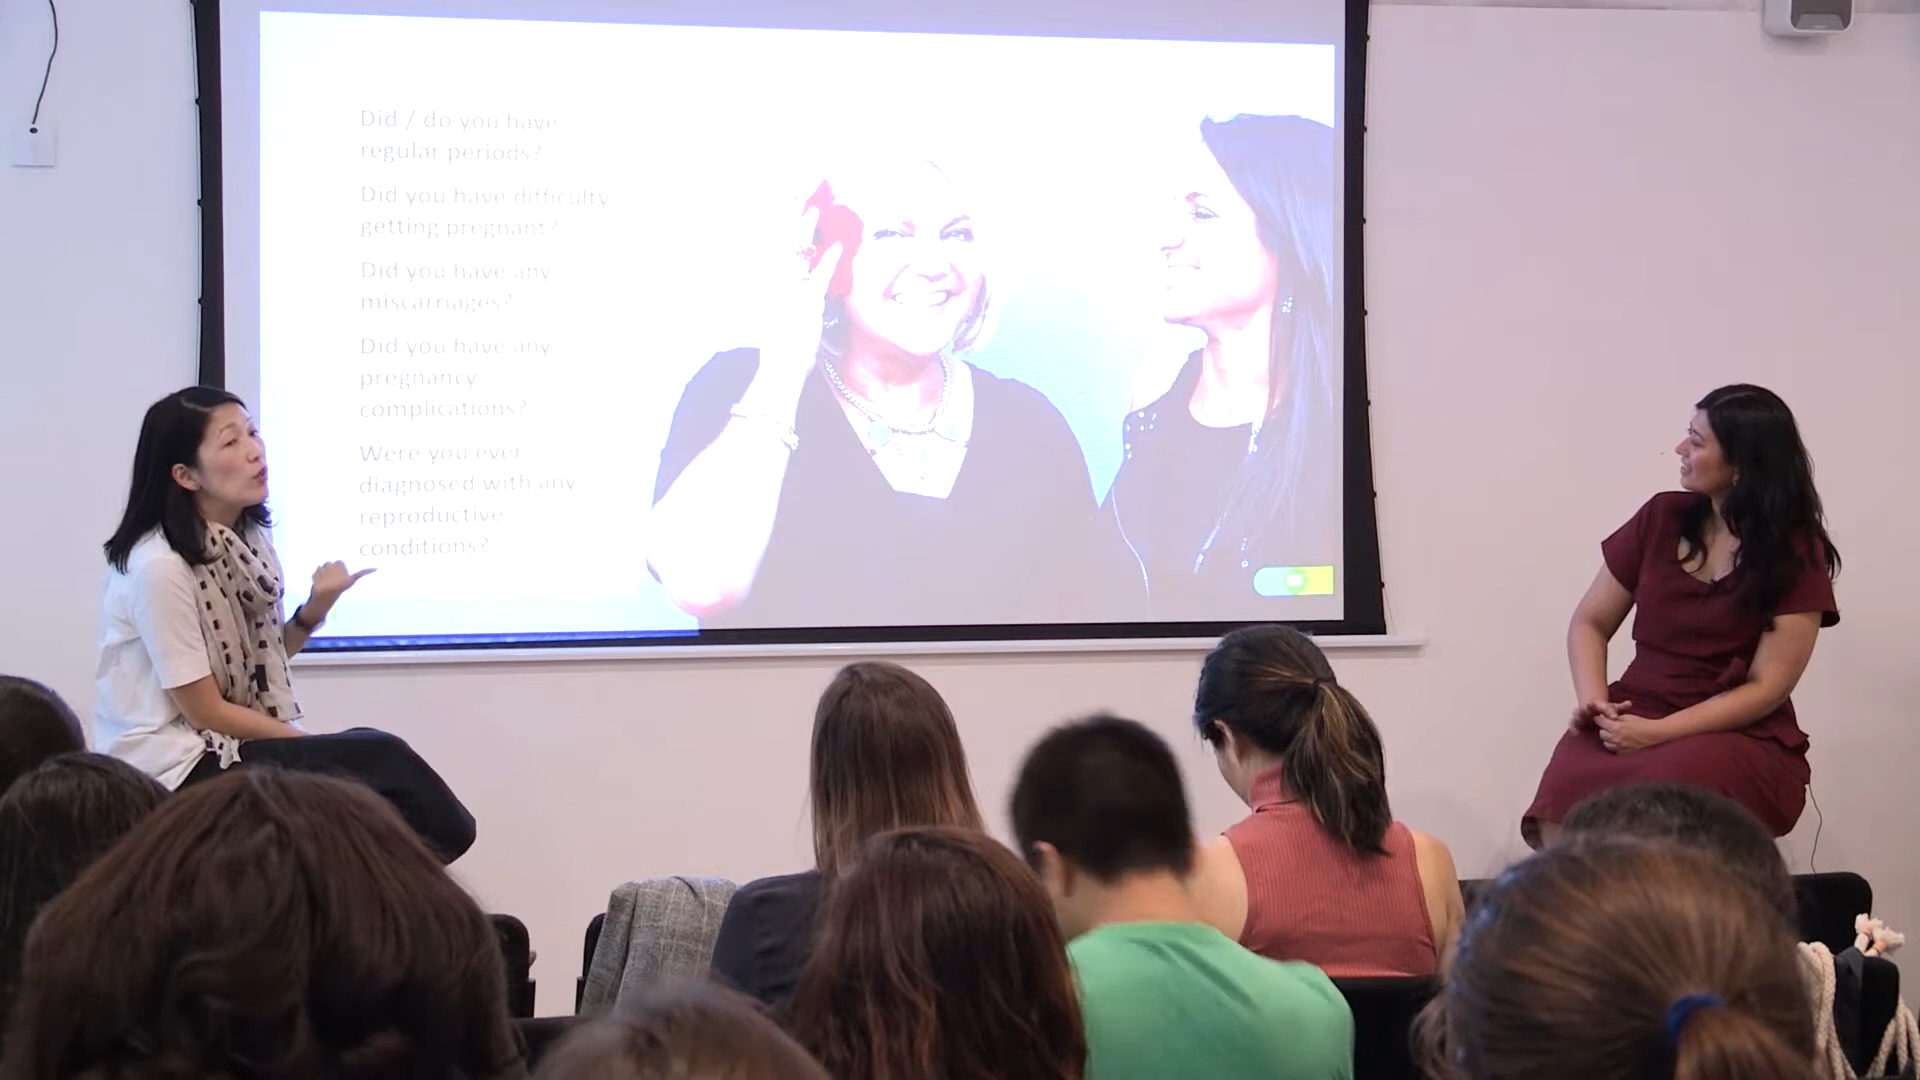 Did / do you have
regular periods?
Did you have difficulty
getting pregnant?
Did you have any
miscarriages?
Did you have any
pregnancy
complications?
Were you ever
diagnosed with any
reproductive
conditions?